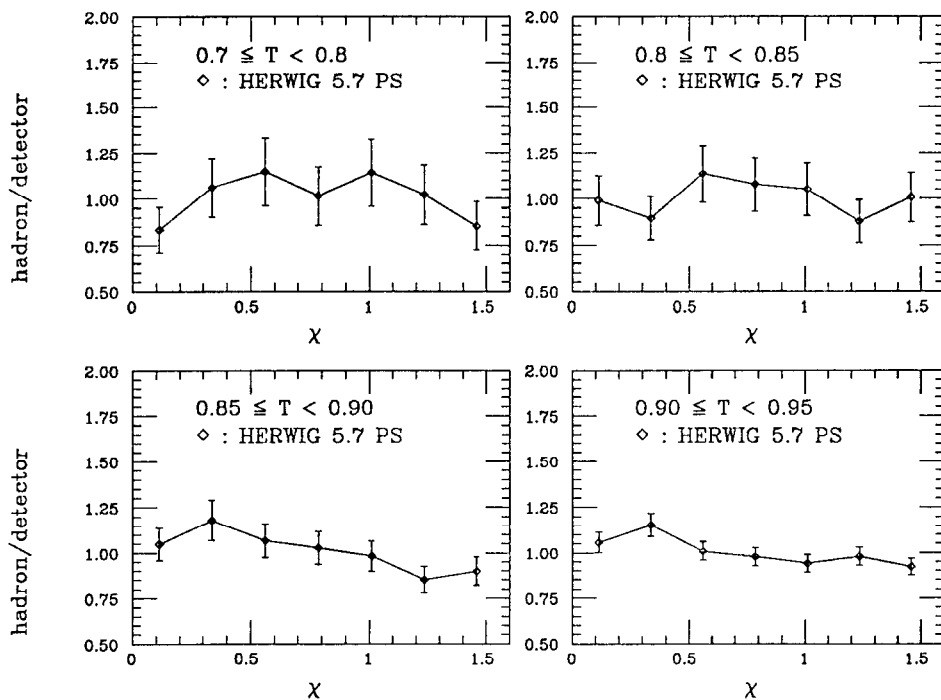 2.00
1.75
1.50
1.25
1.00
0.75
0.50
0.7 ≦ T < 0.8
◇ : HERWIG 5.7 PS
0 0.5 1 1.5
χ
hadron/detector
2.00
1.75
1.50
1.25
1.00
0.75
0.50
0.8 ≦ T < 0.85
◇ : HERWIG 5.7 PS
0 0.5 1 1.5
χ
2.00
1.75
1.50
1.25
1.00
0.75
0.50
0.85 ≦ T < 0.90
◇ : HERWIG 5.7 PS
0 0.5 1 1.5
χ
hadron/detector
2.00
1.75
1.50
1.25
1.00
0.75
0.50
0.90 ≦ T < 0.95
◇ : HERWIG 5.7 PS
0 0.5 1 1.5
χ